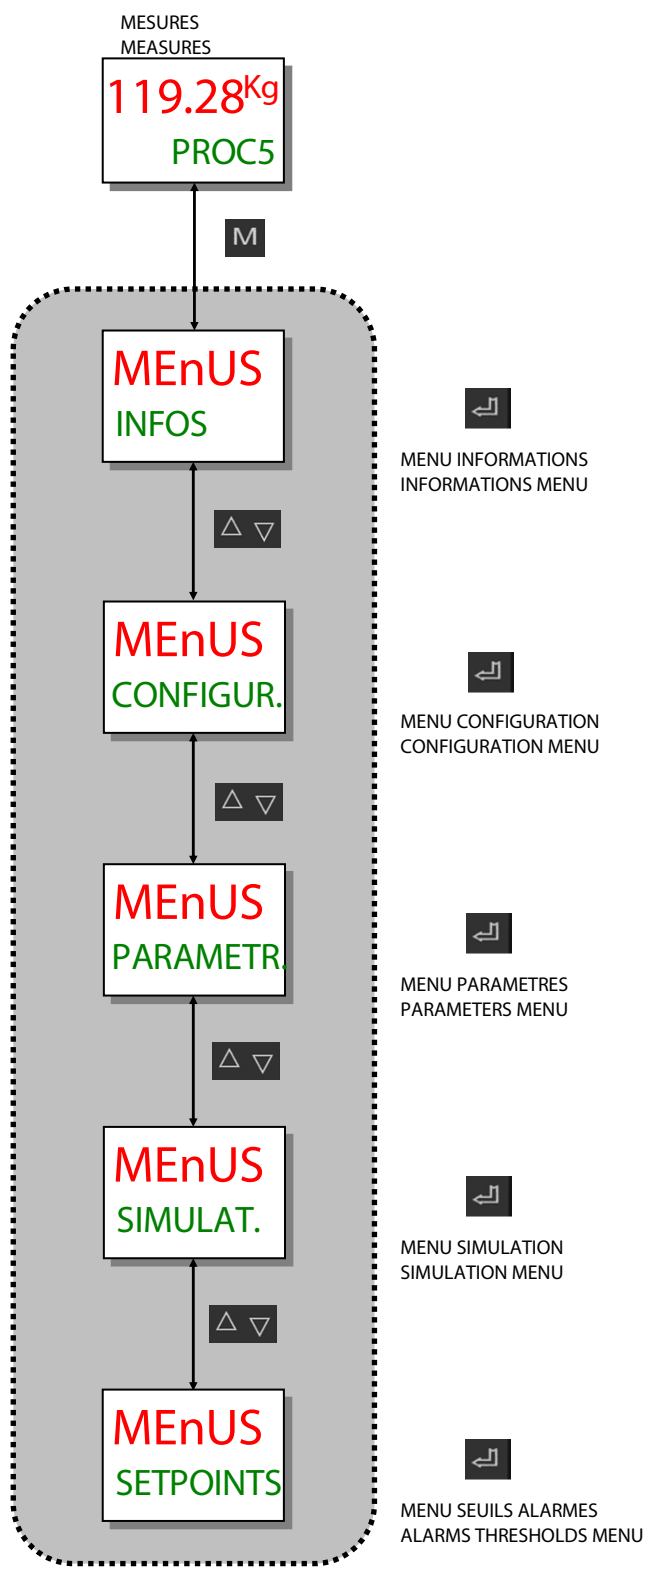 MESURES
MEASURES
119.28Kg
PROC5
M
MEnUS
INFOS
MENU INFORMATIONS
INFORMATIONS MENU
MEnUS
CONFIGUR.
MENU CONFIGURATION
CONFIGURATION MENU
MEnUS
PARAMETR.
MENU PARAMETRES
PARAMETERS MENU
MEnUS
SIMULAT.
MENU SIMULATION
SIMULATION MENU
MEnUS
SETPOINTS
MENU SEUILS ALARMES
ALARMS THRESHOLDS MENU